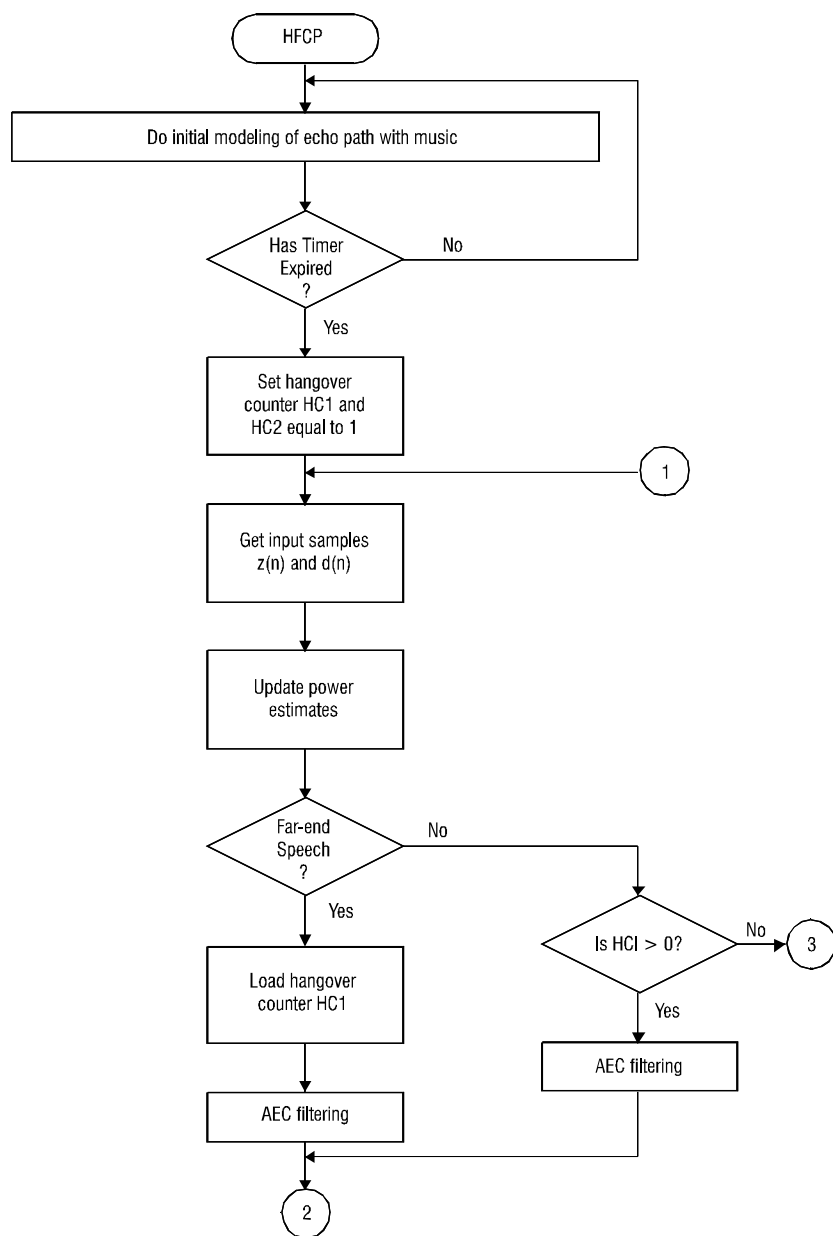 HFCP
Do initial modeling of echo path with music
Has Timer
Expired
?
No
Yes
Set hangover
counter HC1 and
HC2 equal to 1
1
Get input samples
z(n) and d(n)
Update power
estimates
Far-end
Speech
?
No
Yes
Is HCI > 0?
No
3
Load hangover
counter HC1
Yes
AEC filtering
AEC filtering
2